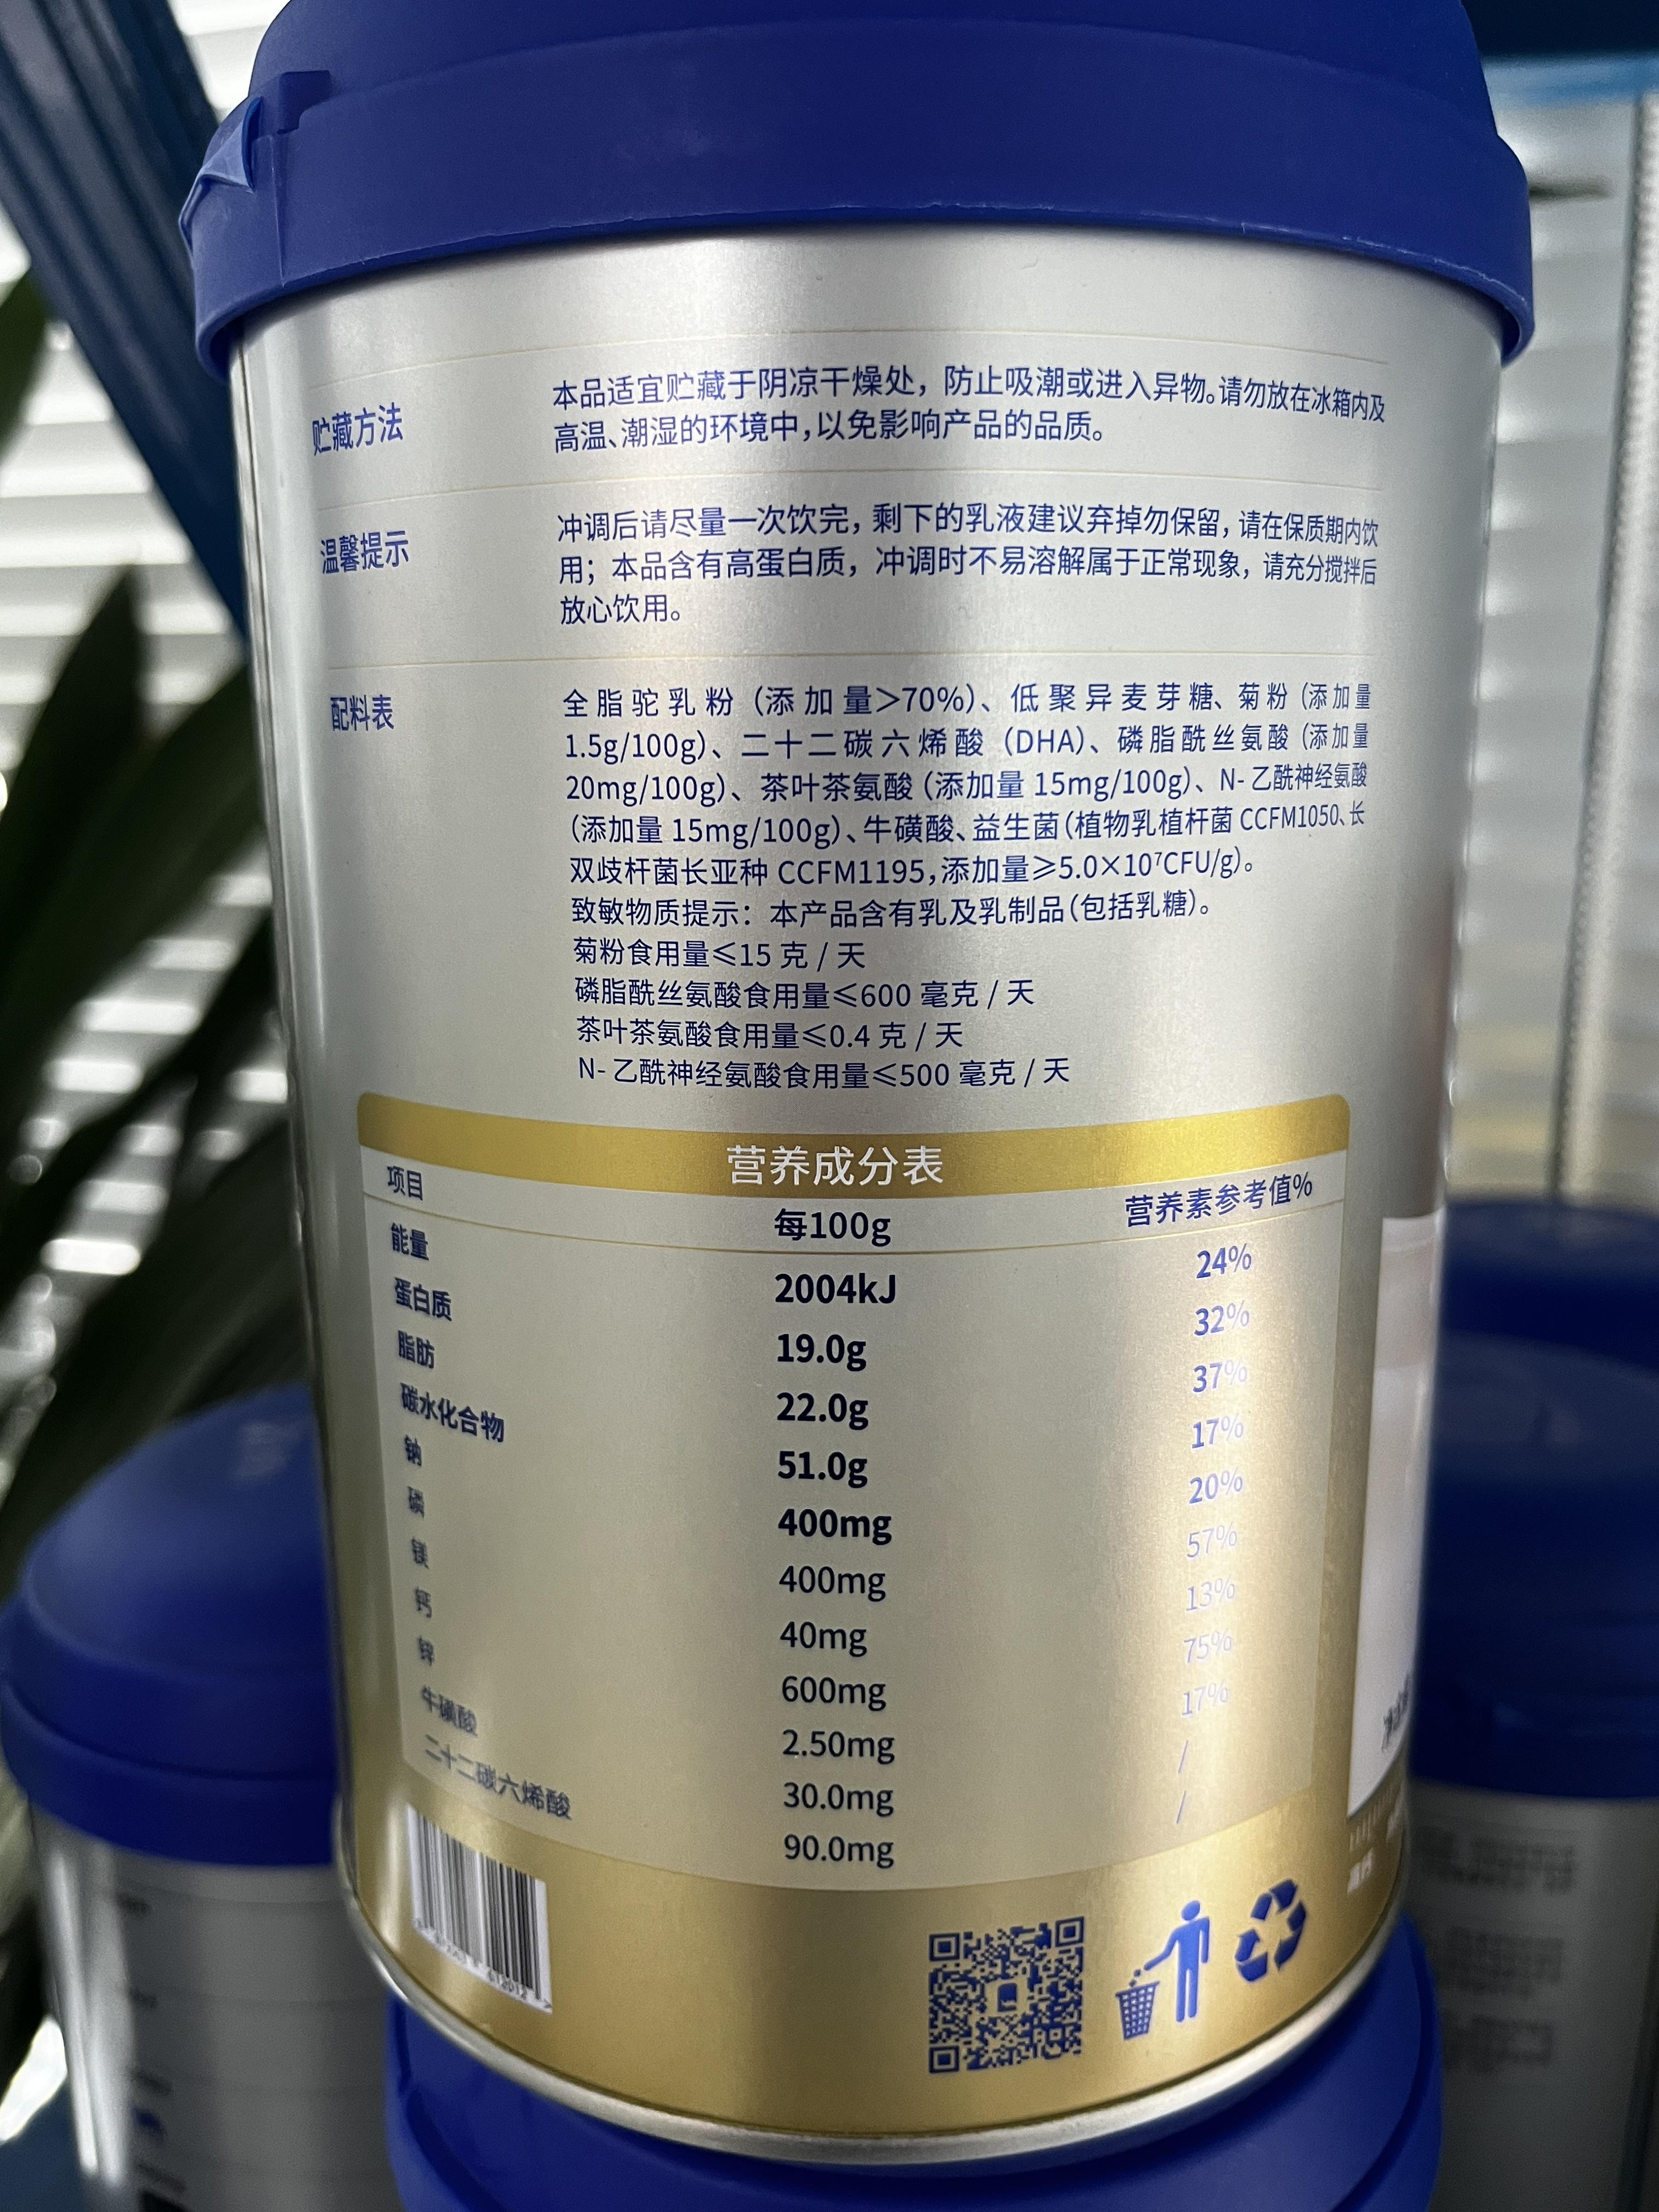 贮藏方法
本品适宜贮藏于阴凉干燥处，防止吸潮或进入异物。请勿放在冰箱内及
高温、潮湿的环境中，以免影响产品的品质。
温馨提示
冲调后请尽量一次饮完，剩下的乳液建议弃掉勿保留，请在保质期内饮
用；本品含有高蛋白质，冲调时不易溶解属于正常现象，请充分搅拌后
放心饮用。
配料表
全脂驼乳粉（添加量＞70%）、低聚异麦芽糖、菊粉（添加量
1.5g/100g）、二十二碳六烯酸（DHA）、磷脂酰丝氨酸（添加量
20mg/100g）、茶叶茶氨酸（添加量 15mg/100g）、N- 乙酰神经氨酸
（添加量 15mg/100g）、牛磺酸、益生菌（植物乳植杆菌 CCFM1050、长
双歧杆菌长亚种 CCFM1195，添加量≥5.0×10⁷CFU/g）。
致敏物质提示：本产品含有乳及乳制品（包括乳糖）。
菊粉食用量≤15 克 / 天
磷脂酰丝氨酸食用量≤600 毫克 / 天
茶叶茶氨酸食用量≤0.4 克 / 天
N- 乙酰神经氨酸食用量≤500 毫克 / 天
营养成分表
项目 每100g 营养素参考值%
能量 2004kJ 24%
蛋白质 19.0g 32%
脂肪 22.0g 37%
碳水化合物 51.0g 17%
钠 400mg 20%
磷 400mg 57%
镁 40mg 13%
钙 600mg 75%
锌 2.50mg 17%
牛磺酸 30.0mg /
二十二碳六烯酸 90.0mg /